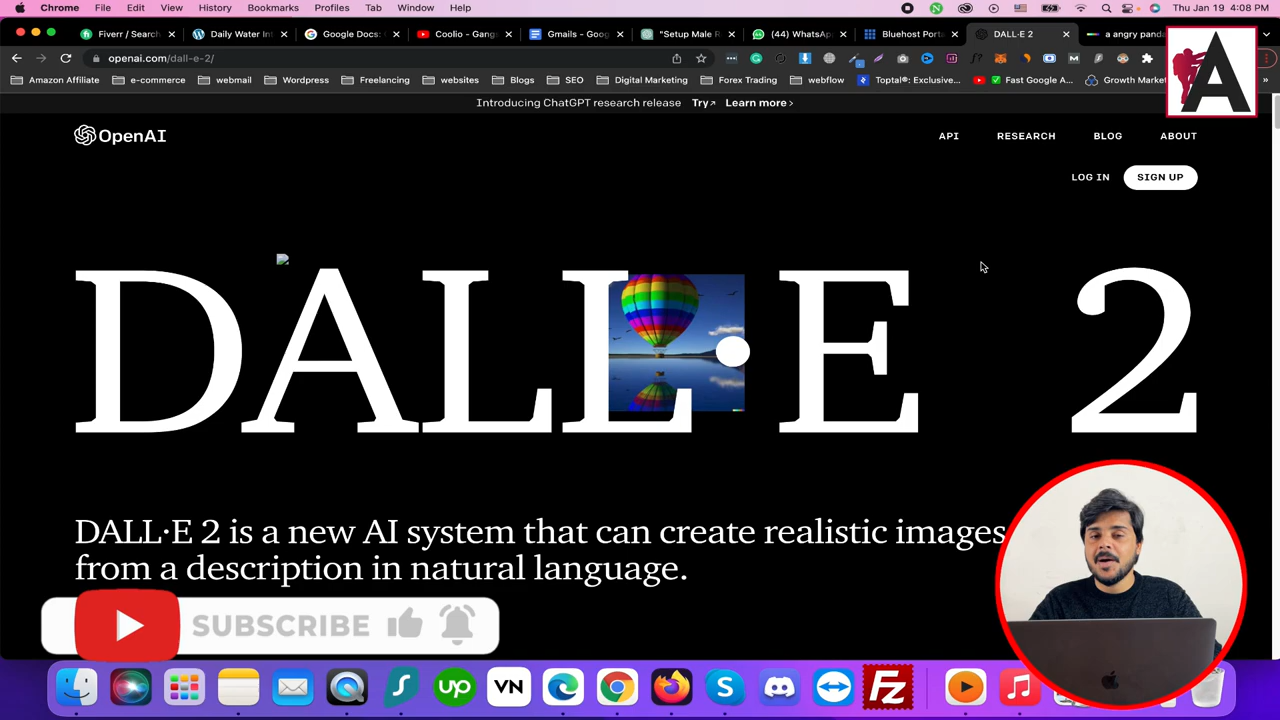 Chrome File Edit View History Bookmarks Profiles Tab Window Help Thu Jan 19 4:08 PM
Fiverr / Search Daily Water In Google Docs: Coolio - Gangs Gmails - Goog "Setup Male R (44) WhatsApp Bluehost Porta DALL·E 2 a angry panda
openai.com/dall-e-2/
Amazon Affiliate e-commerce webmail Wordpress Freelancing websites Blogs SEO Digital Marketing Forex Trading webflow Toptal®: Exclusive... Fast Google A... Growth Market
A
Introducing ChatGPT research release Try↗ Learn more >
OpenAI API RESEARCH BLOG ABOUT
LOG IN SIGN UP
DALL·E 2
DALL·E 2 is a new AI system that can create realistic images
from a description in natural language.
SUBSCRIBE
up VN S Fz